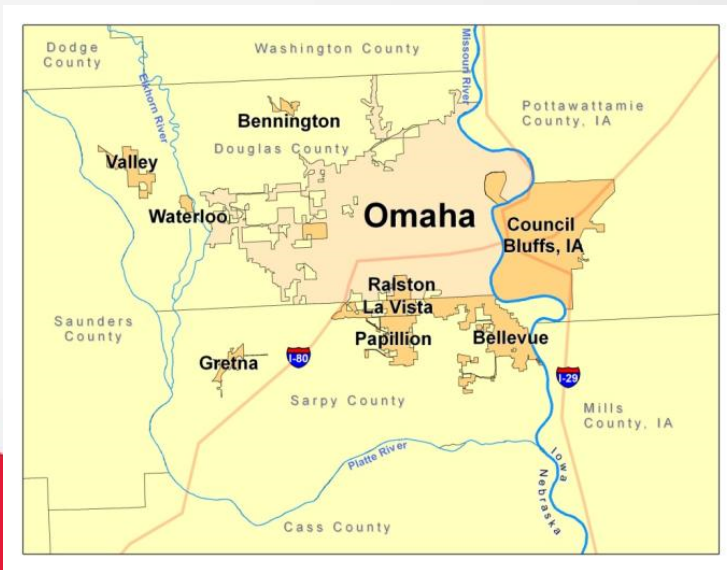 Dodge
County
Washington County
Missouri River
Elkhorn River
Pottawattamie
County, IA
Bennington
Douglas County
Valley
Waterloo
Omaha
Council
Bluffs, IA
Ralston
La Vista
Saunders
County
Papillion
Bellevue
Gretna
I-80
I-29
Sarpy County
Mills
County, IA
Platte River
Iowa
Nebraska
Cass County